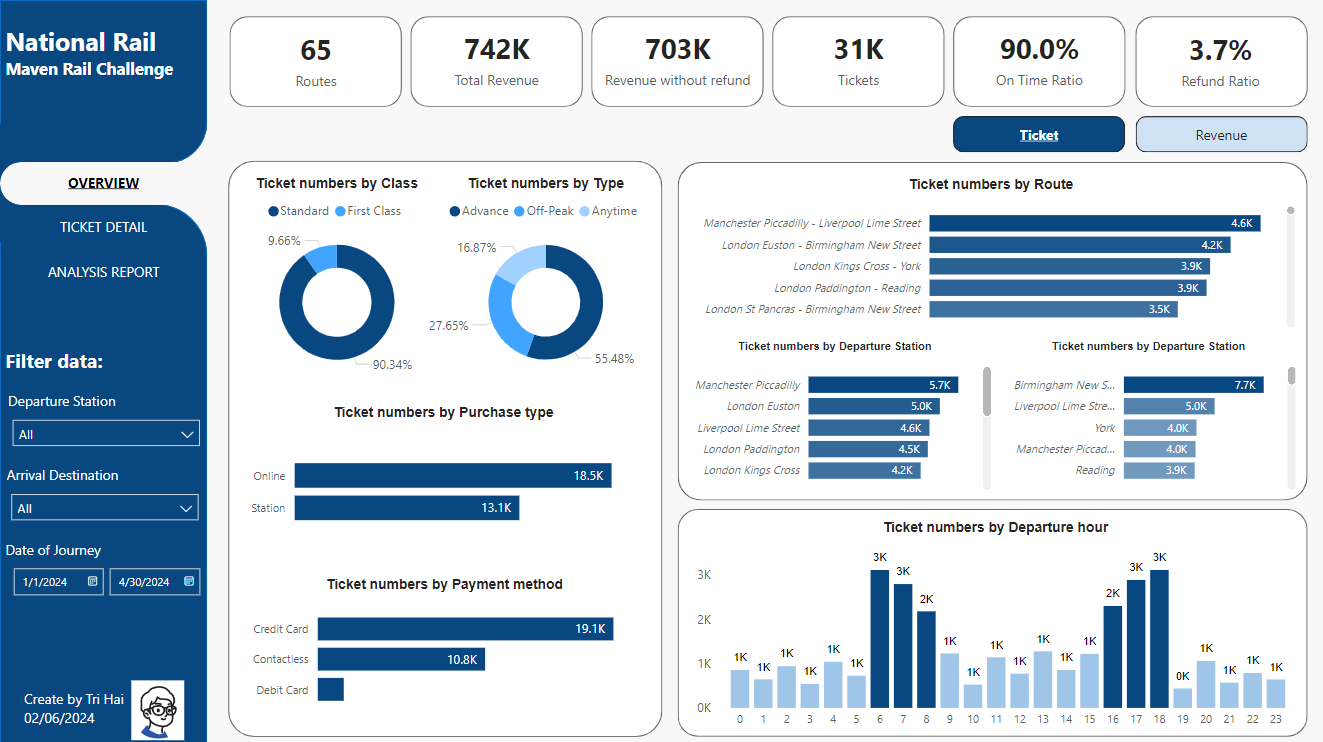 National Rail
Maven Rail Challenge
OVERVIEW
TICKET DETAIL
ANALYSIS REPORT
Filter data:
Departure Station
All
Arrival Destination
All
Date of Journey
1/1/2024 4/30/2024
Create by Tri Hai
02/06/2024
65
Routes
742K
Total Revenue
703K
Revenue without refund
31K
Tickets
90.0%
On Time Ratio
3.7%
Refund Ratio
Ticket
Revenue
Ticket numbers by Class
Standard First Class
9.66%
90.34%
Ticket numbers by Type
Advance Off-Peak Anytime
16.87%
27.65%
55.48%
Ticket numbers by Purchase type
Online 18.5K
Station 13.1K
Ticket numbers by Payment method
Credit Card 19.1K
Contactless 10.8K
Debit Card
Ticket numbers by Route
Manchester Piccadilly - Liverpool Lime Street 4.6K
London Euston - Birmingham New Street 4.2K
London Kings Cross - York 3.9K
London Paddington - Reading 3.9K
London St Pancras - Birmingham New Street 3.5K
Ticket numbers by Departure Station
Manchester Piccadilly 5.7K
London Euston 5.0K
Liverpool Lime Street 4.6K
London Paddington 4.5K
London Kings Cross 4.2K
Ticket numbers by Departure Station
Birmingham New S... 7.7K
Liverpool Lime Stre... 5.0K
York 4.0K
Manchester Piccad... 4.0K
Reading 3.9K
Ticket numbers by Departure hour
3K
2K
1K
0K
1K 1K 1K 1K 1K 1K 3K 3K 2K 1K 1K 1K 1K 1K 1K 1K 2K 3K 3K 0K 1K 1K 1K 1K
0 1 2 3 4 5 6 7 8 9 10 11 12 13 14 15 16 17 18 19 20 21 22 23